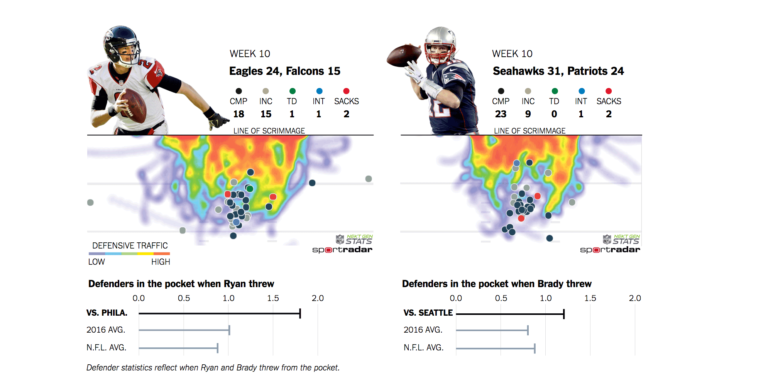 WEEK 10
Eagles 24, Falcons 15
CMP INC TD INT SACKS
18 15 1 1 2
LINE OF SCRIMMAGE
WEEK 10
Seahawks 31, Patriots 24
CMP INC TD INT SACKS
23 9 0 1 2
LINE OF SCRIMMAGE
DEFENSIVE TRAFFIC
LOW HIGH
NEXT GEN
STATS
sportradar
NEXT GEN
STATS
sportradar
Defenders in the pocket when Ryan threw
0.0 0.5 1.0 1.5 2.0
VS. PHILA.
2016 AVG.
N.F.L. AVG.
Defenders in the pocket when Brady threw
0.0 0.5 1.0 1.5 2.0
VS. SEATTLE
2016 AVG.
N.F.L. AVG.
Defender statistics reflect when Ryan and Brady threw from the pocket.